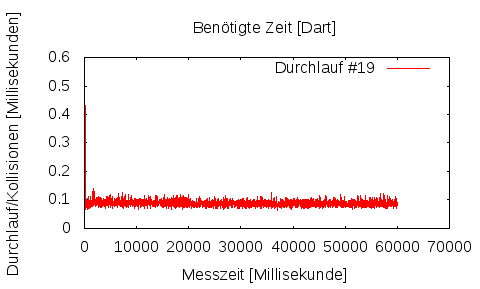 Benötigte Zeit [Dart]
Durchlauf/Kollisionen [Millisekunden]
0.6
0.5
0.4
0.3
0.2
0.1
0
Durchlauf #19
0 10000 20000 30000 40000 50000 60000 70000
Messzeit [Millisekunde]